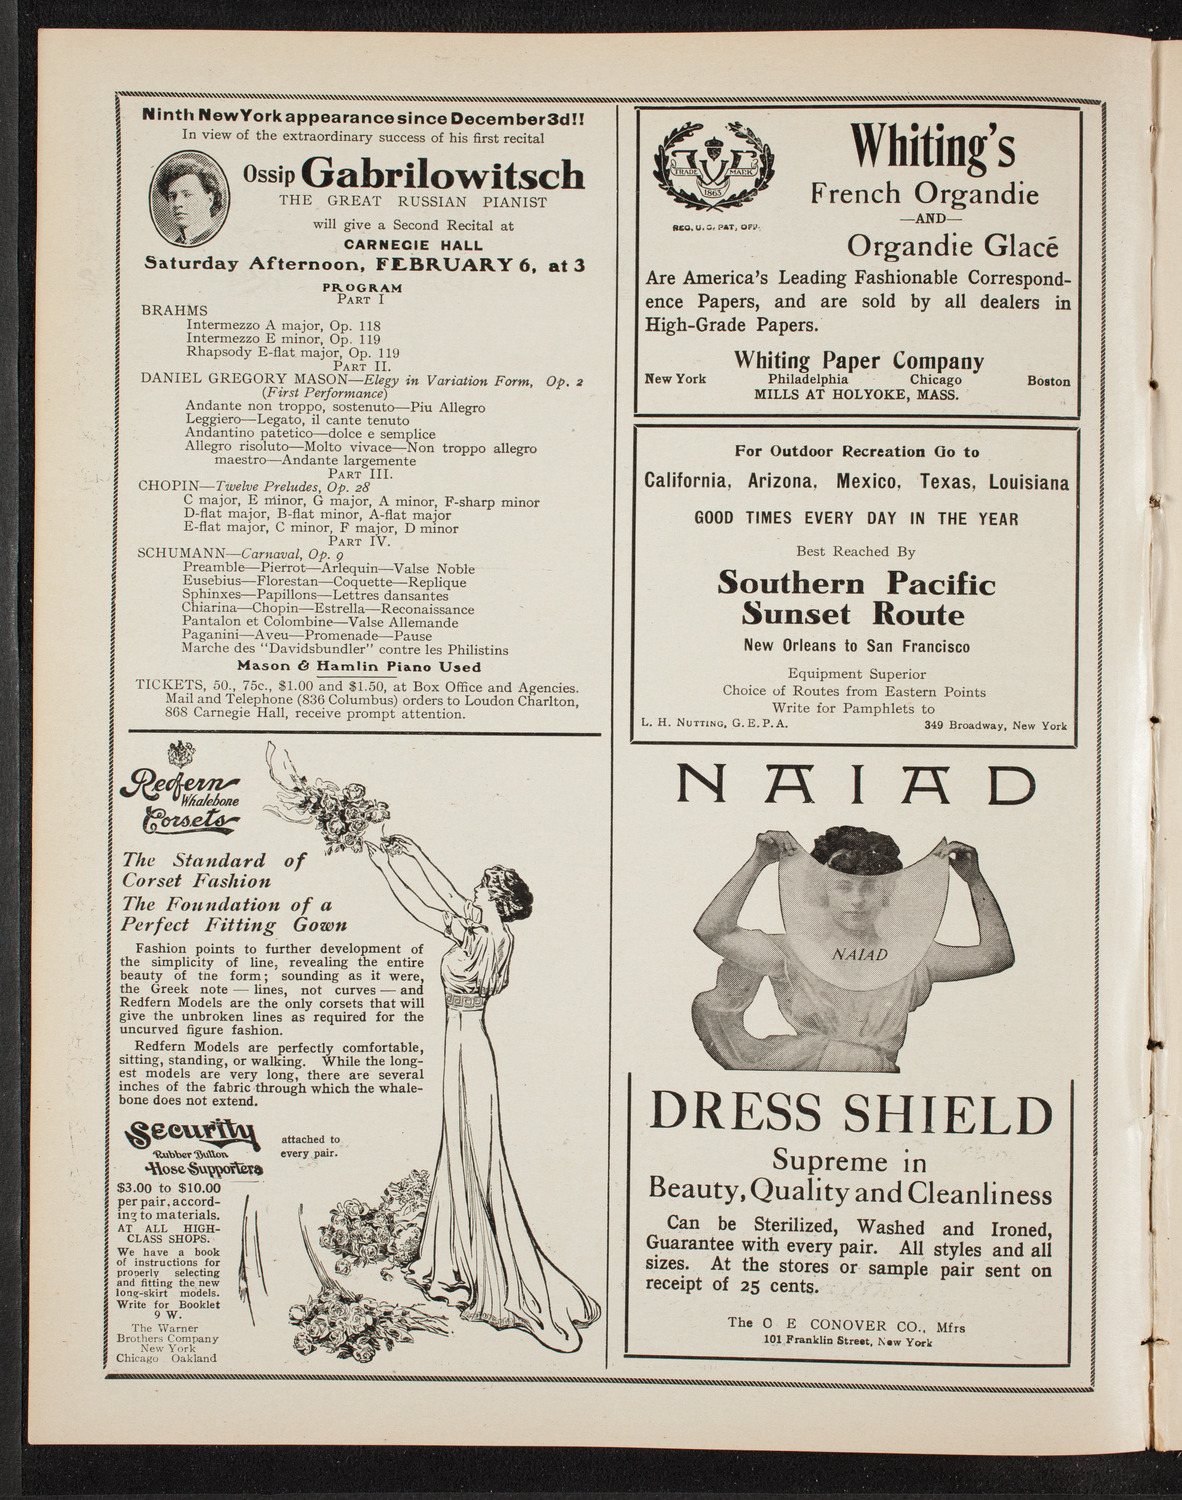 Ninth New York appearance since December 3d!!
In view of the extraordinary success of his first recital
Ossip Gabrilowitsch
THE GREAT RUSSIAN PIANIST
will give a Second Recital at
CARNEGIE HALL
Saturday Afternoon, FEBRUARY 6, at 3
PROGRAM
PART I
BRAHMS
Intermezzo A major, Op. 118
Intermezzo E minor, Op. 119
Rhapsody E-flat major, Op. 119
PART II.
DANIEL GREGORY MASON—Elegy in Variation Form, Op. 2
(First Performance)
Andante non troppo, sostenuto—Piu Allegro
Leggiero—Legato, il cante tenuto
Andantino patetico—dolce e semplice
Allegro risoluto—Molto vivace—Non troppo allegro
maestro—Andante largemente
PART III.
CHOPIN—Twelve Preludes, Op. 28
C major, E minor, G major, A minor, F-sharp minor
D-flat major, B-flat minor, A-flat major
E-flat major, C minor, F major, D minor
PART IV.
SCHUMANN—Carnaval, Op. 9
Preamble—Pierrot—Arlequin—Valse Noble
Eusebius—Florestan—Coquette—Replique
Sphinxes—Papillons—Lettres dansantes
Chiarina—Chopin—Estrella—Reconaissance
Pantalon et Colombine—Valse Allemande
Paganini—Aveu—Promenade—Pause
Marche des "Davidsbundler" contre les Philistins
Mason & Hamlin Piano Used
TICKETS, 50., 75c., $1.00 and $1.50, at Box Office and Agencies.
Mail and Telephone (836 Columbus) orders to Loudon Charlton,
868 Carnegie Hall, receive prompt attention.
Redfern
Whalebone
Corsets
The Standard of
Corset Fashion
The Foundation of a
Perfect Fitting Gown
Fashion points to further development of
the simplicity of line, revealing the entire
beauty of tne form; sounding as it were,
the Greek note — lines, not curves — and
Redfern Models are the only corsets that will
give the unbroken lines as required for the
uncurved figure fashion.
Redfern Models are perfectly comfortable,
sitting, standing, or walking. While the long-
est models are very long, there are several
inches of the fabric through which the whale-
bone does not extend.
Security
Rubber Button
Hose Supporters
attached to
every pair.
$3.00 to $10.00
per pair, accord-
ing to materials.
AT ALL HIGH-
CLASS SHOPS.
We have a book
of instructions for
properly selecting
and fitting the new
long-skirt models.
Write for Booklet
9 W.
The Warner
Brothers Company
New York
Chicago Oakland
TRADE MARK
1865
REG. U. S. PAT, OFF.
Whiting's
French Organdie
—AND—
Organdie Glacé
Are America's Leading Fashionable Correspond-
ence Papers, and are sold by all dealers in
High-Grade Papers.
Whiting Paper Company
New York Philadelphia Chicago Boston
MILLS AT HOLYOKE, MASS.
For Outdoor Recreation Go to
California, Arizona, Mexico, Texas, Louisiana
GOOD TIMES EVERY DAY IN THE YEAR
Best Reached By
Southern Pacific
Sunset Route
New Orleans to San Francisco
Equipment Superior
Choice of Routes from Eastern Points
Write for Pamphlets to
L. H. NUTTING, G. E. P. A. 349 Broadway, New York
NAIAD
NAIAD
DRESS SHIELD
Supreme in
Beauty, Quality and Cleanliness
Can be Sterilized, Washed and Ironed,
Guarantee with every pair. All styles and all
sizes. At the stores or sample pair sent on
receipt of 25 cents.
The O E CONOVER CO., Mfrs
101 Franklin Street, New York